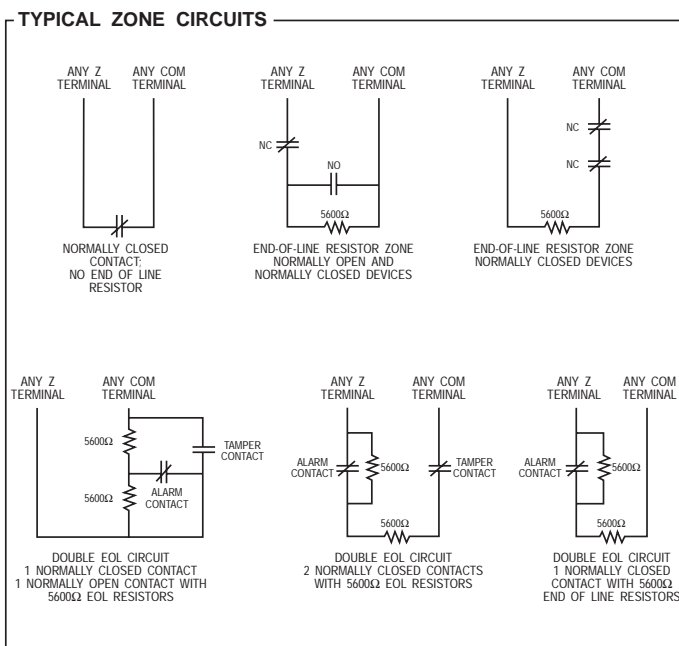 TYPICAL ZONE CIRCUITS
ANY Z
TERMINAL
ANY COM
TERMINAL
NORMALLY CLOSED
CONTACT;
NO END OF LINE
RESISTOR
ANY Z
TERMINAL
ANY COM
TERMINAL
NC
NO
5600Ω
END-OF-LINE RESISTOR ZONE
NORMALLY OPEN AND
NORMALLY CLOSED DEVICES
ANY Z
TERMINAL
ANY COM
TERMINAL
NC
NC
5600Ω
END-OF-LINE RESISTOR ZONE
NORMALLY CLOSED DEVICES
ANY Z
TERMINAL
ANY COM
TERMINAL
5600Ω
TAMPER
CONTACT
5600Ω
ALARM
CONTACT
DOUBLE EOL CIRCUIT
1 NORMALLY CLOSED CONTACT
1 NORMALLY OPEN CONTACT WITH
5600Ω EOL RESISTORS
ANY Z
TERMINAL
ANY COM
TERMINAL
ALARM
CONTACT
5600Ω
TAMPER
CONTACT
5600Ω
DOUBLE EOL CIRCUIT
2 NORMALLY CLOSED CONTACTS
WITH 5600Ω EOL RESISTORS
ANY Z
TERMINAL
ANY COM
TERMINAL
ALARM
CONTACT
5600Ω
5600Ω
DOUBLE EOL CIRCUIT
1 NORMALLY CLOSED
CONTACT WITH 5600Ω
END OF LINE RESISTORS